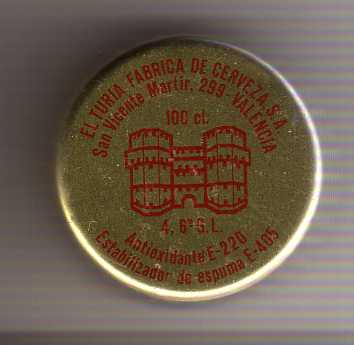 EL TURIA, FABRICA DE CERVEZA, S.A.
San Vicente Martir, 299 - VALENCIA
100 cl.
4, 6º G.L.
Antioxidante E-220
Estabilizador de espuma E-405